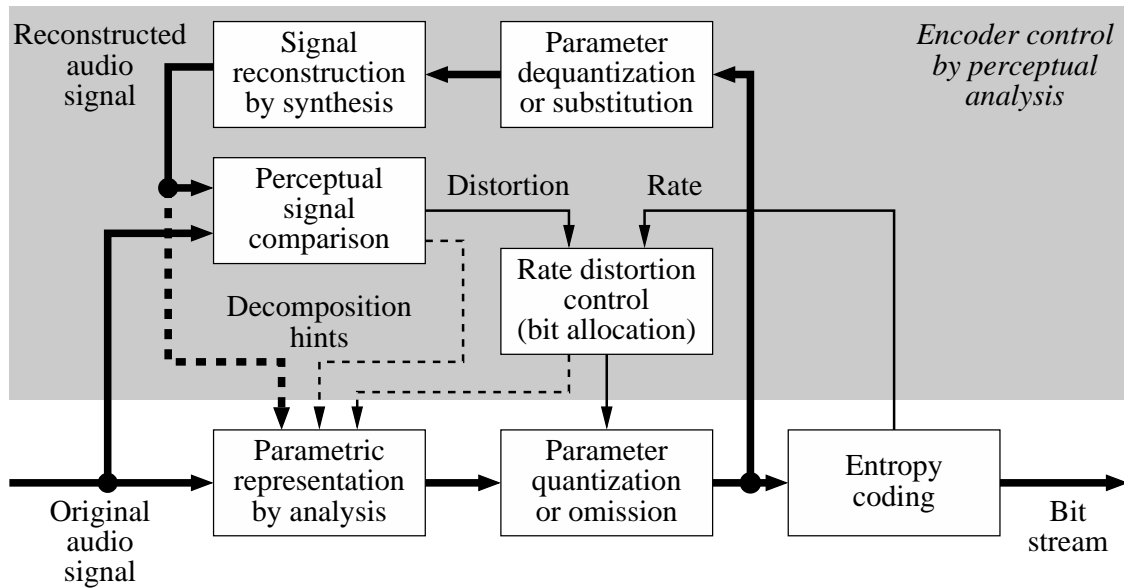 Reconstructed
audio
signal
Signal
reconstruction
by synthesis
Parameter
dequantization
or substitution
Encoder control
by perceptual
analysis
Perceptual
signal
comparison
Distortion
Rate
Rate distortion
control
(bit allocation)
Decomposition
hints
Parametric
representation
by analysis
Parameter
quantization
or omission
Entropy
coding
Original
audio
signal
Bit
stream